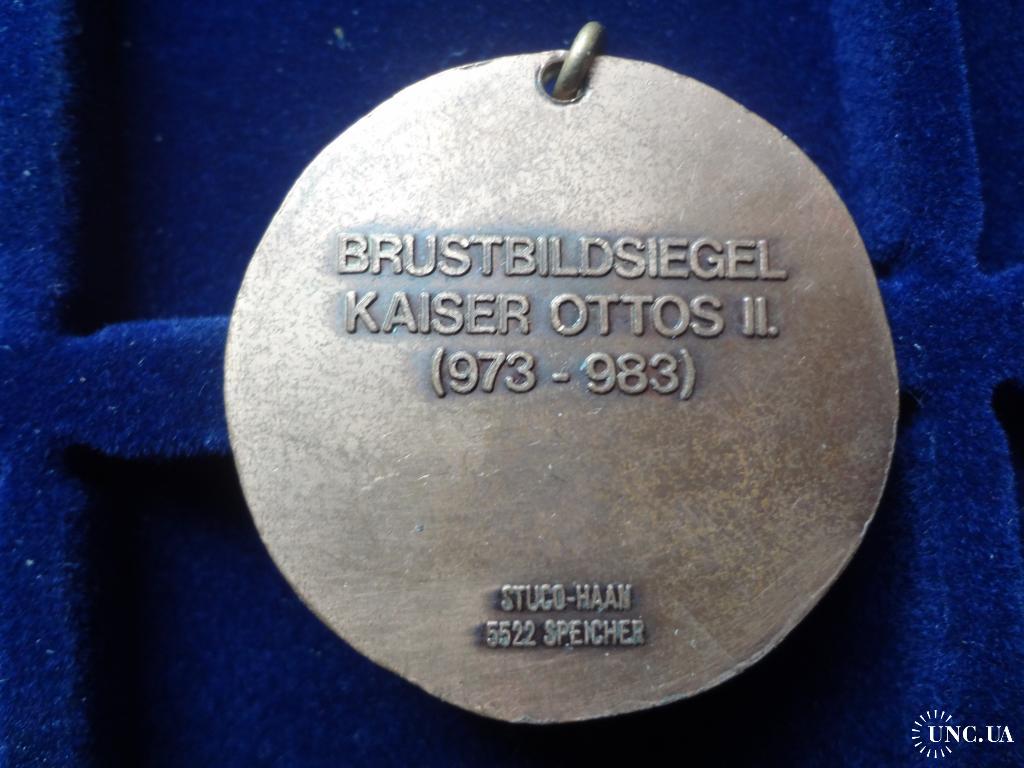 BRUSTBILDSIEGEL
KAISER OTTOS II.
(973 - 983)
STUCO-HAAN
5522 SPEICHER
UNC.UA